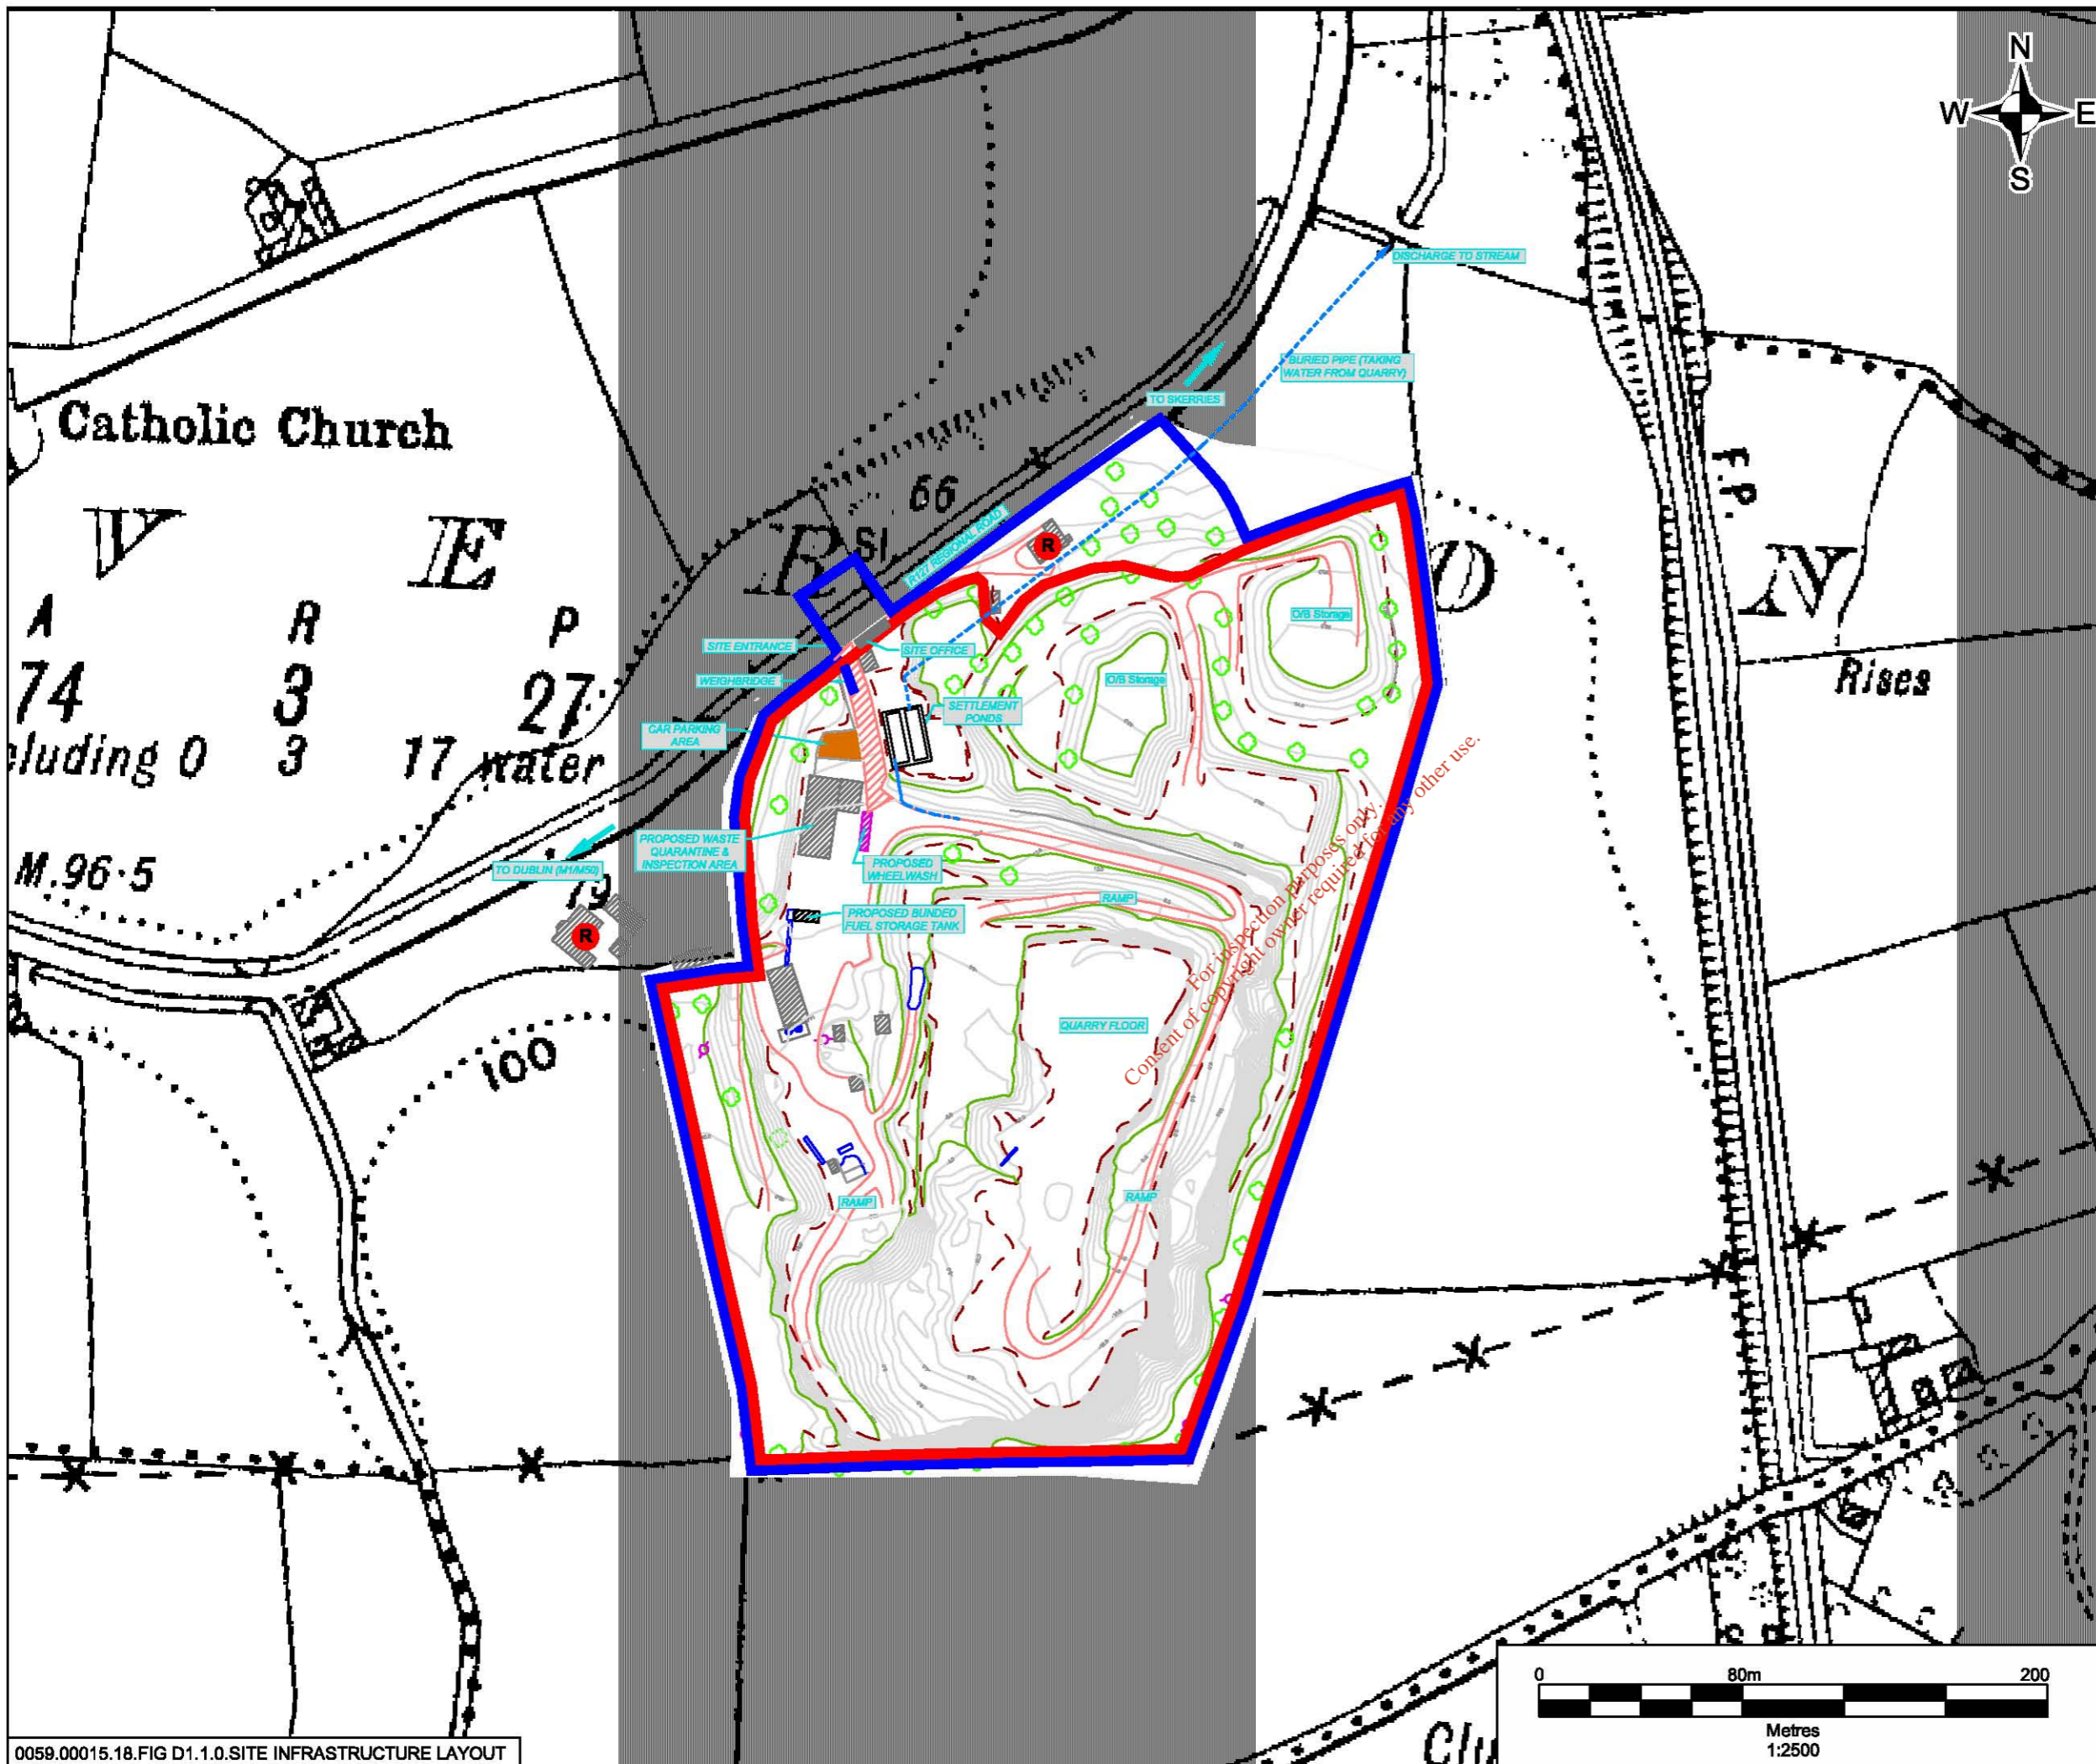 N
W E
S
DISCHARGE TO STREAM
BURIED PIPE (TAKING
WATER FROM QUARRY)
TO SKERRIES
Catholic Church
F.P.
66
R127 REGIONAL ROAD
V E R O N
S1
R
A R P
O/B Storage
SITE ENTRANCE
SITE OFFICE
74 3 27
WEIGHBRIDGE
O/B Storage
Rises
SETTLEMENT
PONDS
CAR PARKING
AREA
cluding 0 3 17 water
PROPOSED WASTE
QUARANTINE &
INSPECTION AREA
PROPOSED
WHEELWASH
TO DUBLIN (M1/M50)
M.96·5
79
RAMP
PROPOSED BUNDED
FUEL STORAGE TANK
R
For inspection purposes only.
Consent of copyright owner required for any other use.
QUARRY FLOOR
100
RAMP
RAMP
0 80m 200
Metres
1:2500
Clu
0059.00015.18.FIG D1.1.0.SITE INFRASTRUCTURE LAYOUT